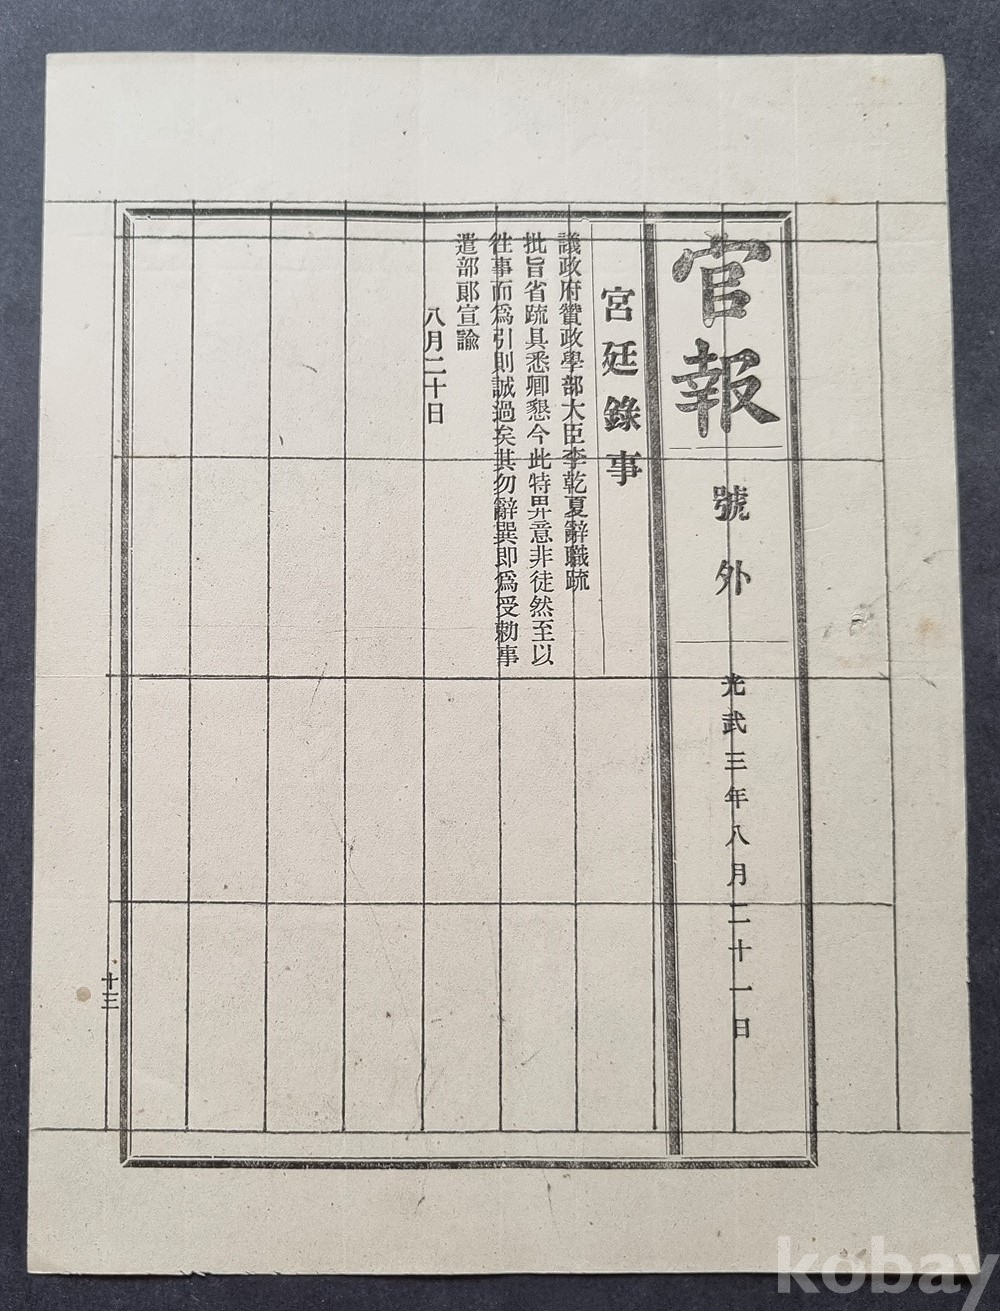 官報
號外
光武三年八月二十一日
宮廷錄事
議政府贊政學部大臣李乾夏辭職疏
批旨省疏具悉卿懇今此特畀意非徒然至以
往事而爲引則誠過矣其勿辭巽即爲受勅事
遣部郞宣諭
八月二十日
十三
kobay